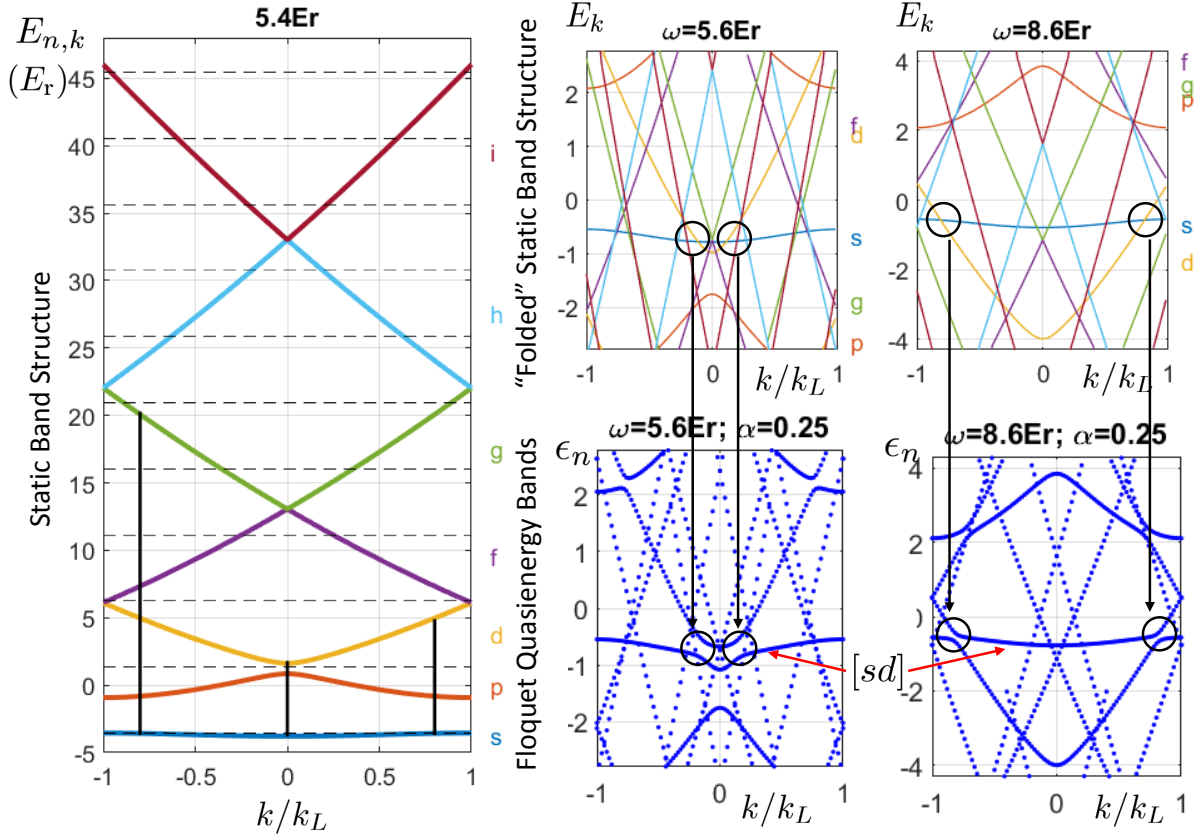 5.4Er
E_{n,k}
(E_r)
45
40
35
30
25
20
15
10
5
0
-5
-1 -0.5 0 0.5 1
k/k_L
Static Band Structure
i
h
g
f
d
p
s
"Folded" Static Band Structure
E_k
ω=5.6Er
2
1
0
-1
-2
-1 0 1
k/k_L
f
d
s
g
p
E_k
ω=8.6Er
4
2
0
-2
-4
-1 0 1
k/k_L
f
g
p
s
d
Floquet Quasienergy Bands
ϵ_n
ω=5.6Er; α=0.25
2
1
0
-1
-2
-1 0 1
k/k_L
[sd]
ϵ_n
ω=8.6Er; α=0.25
4
2
0
-2
-4
-1 0 1
k/k_L